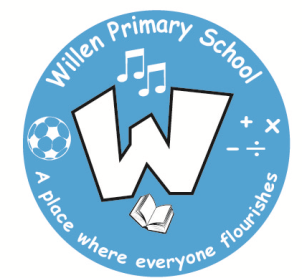 Willen Primary School
W
+ ×
− ÷
A place where everyone flourishes